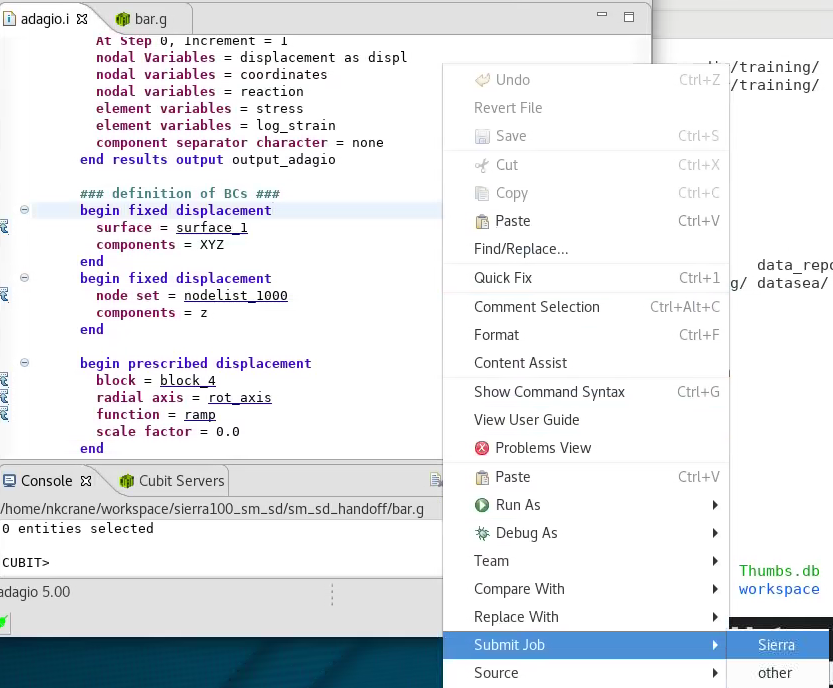 adagio.i
bar.g
At Step 0, Increment = 1
nodal Variables = displacement as displ
nodal variables = coordinates
nodal variables = reaction
element variables = stress
element variables = log_strain
component separator character = none
end results output output_adagio
### definition of BCs ###
begin fixed displacement
surface = surface_1
components = XYZ
end
begin fixed displacement
node set = nodelist_1000
components = z
end
begin prescribed displacement
block = block_4
radial axis = rot_axis
function = ramp
scale factor = 0.0
end
Console
Cubit Servers
/home/nkcrane/workspace/sierra100_sm_sd/sm_sd_handoff/bar.g
0 entities selected
CUBIT>
adagio 5.00
Undo Ctrl+Z
Revert File
Save Ctrl+S
Cut Ctrl+X
Copy Ctrl+C
Paste Ctrl+V
Find/Replace...
Quick Fix Ctrl+1
Comment Selection Ctrl+Alt+C
Format Ctrl+F
Content Assist
Show Command Syntax Ctrl+G
View User Guide
Problems View
Paste Ctrl+V
Run As
Debug As
Team
Compare With
Replace With
Submit Job
Source
Sierra
other
/training/
/training/
data_repo
g/ datasea/
Thumbs.db
workspace